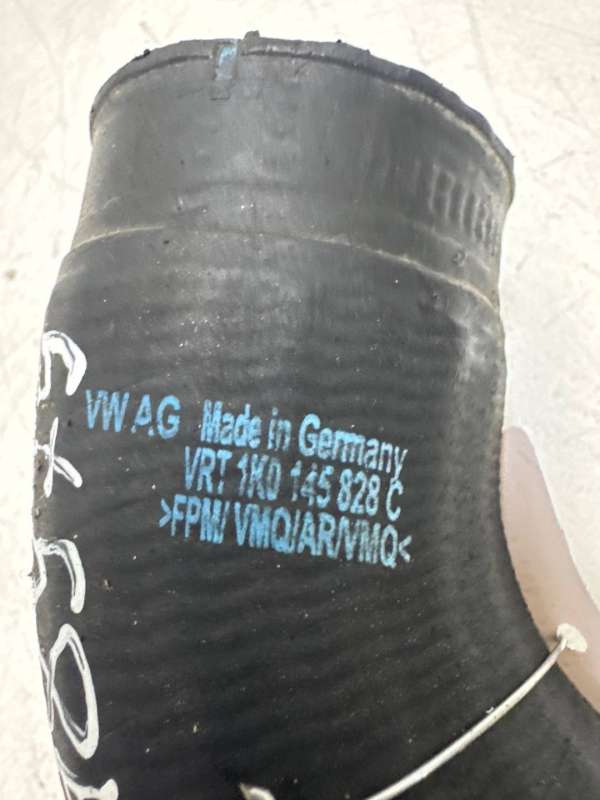 VW AG Made in Germany
VRT 1K0 145 828 C
>FPM/VMQ/AR/VMQ<